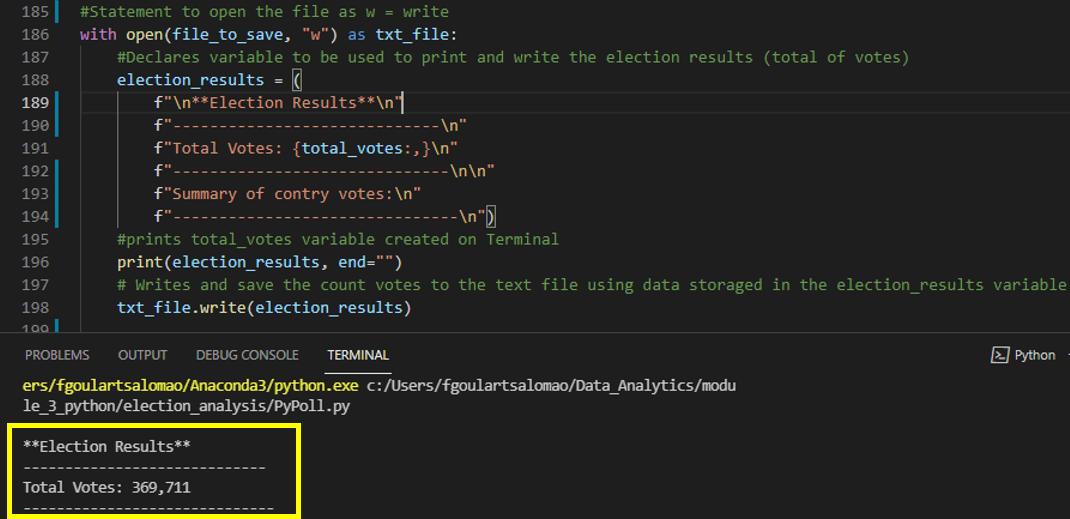 185 #Statement to open the file as w = write
186 with open(file_to_save, "w") as txt_file:
187 #Declares variable to be used to print and write the election results (total of votes)
188 election_results = (
189 f"\n**Election Results**\n"
190 f"-----------------------------\n"
191 f"Total Votes: {total_votes:,}\n"
192 f"------------------------------\n\n"
193 f"Summary of contry votes:\n"
194 f"-------------------------------\n")
195 #prints total_votes variable created on Terminal
196 print(election_results, end="")
197 # Writes and save the count votes to the text file using data storaged in the election_results variable
198 txt_file.write(election_results)
199
PROBLEMS OUTPUT DEBUG CONSOLE TERMINAL Python
ers/fgoulartsalomao/Anaconda3/python.exe c:/Users/fgoulartsalomao/Data_Analytics/modu
le_3_python/election_analysis/PyPoll.py
**Election Results**
-----------------------------
Total Votes: 369,711
------------------------------